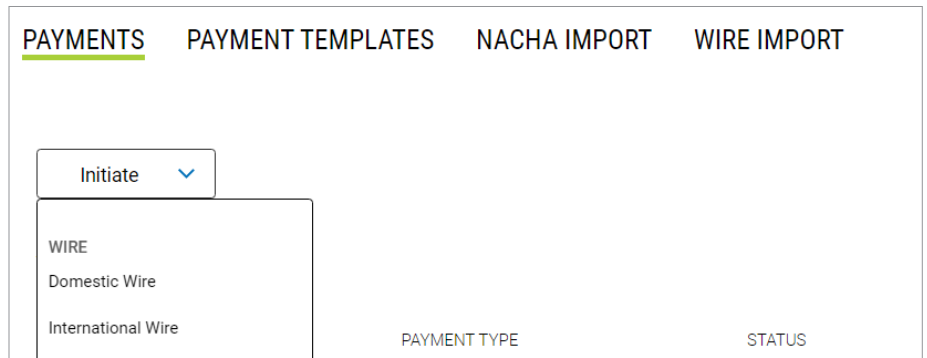 PAYMENTS PAYMENT TEMPLATES NACHA IMPORT WIRE IMPORT
Initiate
WIRE
Domestic Wire
International Wire
PAYMENT TYPE STATUS